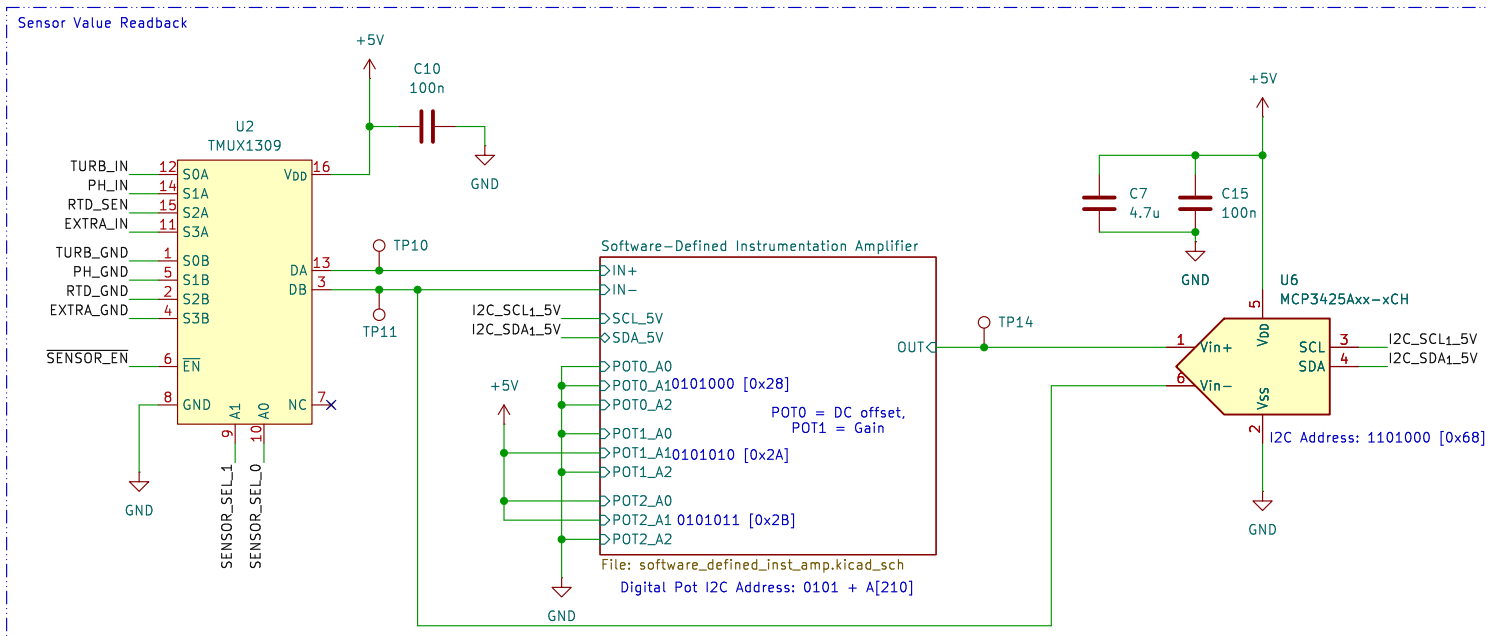 Sensor Value Readback
+5V
C10
100n
GND
U2
TMUX1309
TURB_IN
PH_IN
RTD_SEN
EXTRA_IN
TURB_GND
PH_GND
RTD_GND
EXTRA_GND
SENSOR_EN
12
14
15
11
1
5
2
4
6
8
S0A
S1A
S2A
S3A
S0B
S1B
S2B
S3B
EN
GND
VDD
DA
DB
NC
16
13
3
7
A1
A0
9
10
SENSOR_SEL_1
SENSOR_SEL_0
GND
TP10
TP11
Software-Defined Instrumentation Amplifier
IN+
IN-
I2C_SCL1_5V
I2C_SDA1_5V
SCL_5V
SDA_5V
+5V
POT0_A0
POT0_A1 0101000 [0x28]
POT0_A2
POT0 = DC offset,
POT1 = Gain
POT1_A0
POT1_A1 0101010 [0x2A]
POT1_A2
POT2_A0
POT2_A1 0101011 [0x2B]
POT2_A2
OUT
File: software_defined_inst_amp.kicad_sch
Digital Pot I2C Address: 0101 + A[210]
GND
TP14
+5V
C7
4.7u
C15
100n
GND
U6
MCP3425Axx-xCH
5
VDD
1
Vin+
6
Vin-
SCL
SDA
3
4
I2C_SCL1_5V
I2C_SDA1_5V
Vss
2
I2C Address: 1101000 [0x68]
GND